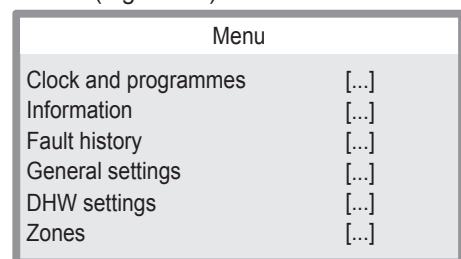 Menu
Clock and programmes [...]
Information [...]
Fault history [...]
General settings [...]
DHW settings [...]
Zones [...]